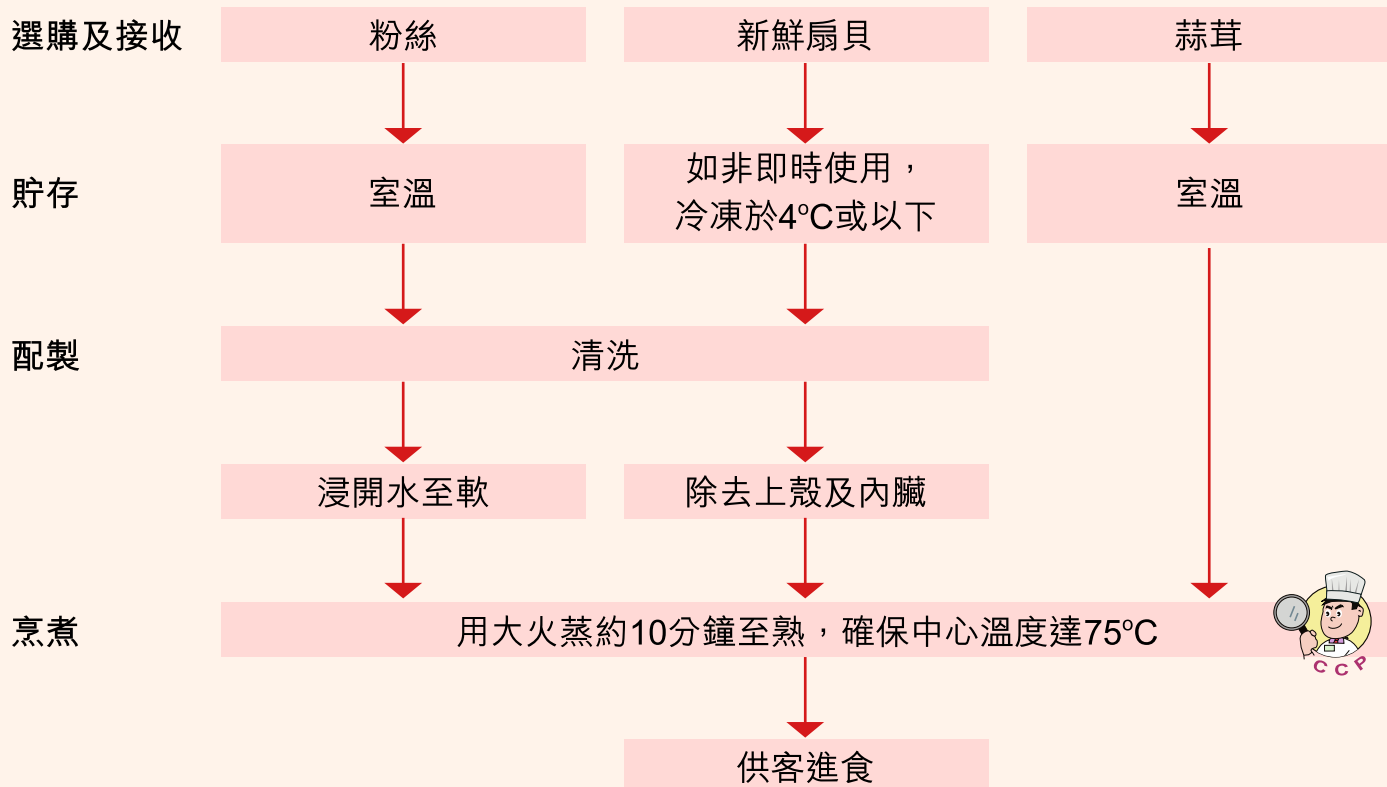 選購及接收
粉絲
新鮮扇貝
蒜茸
貯存
室溫
如非即時使用，
冷凍於4ºC或以下
室溫
配製
清洗
浸開水至軟
除去上殼及內臟
烹煮
用大火蒸約10分鐘至熟，確保中心溫度達75ºC
CCP
供客進食